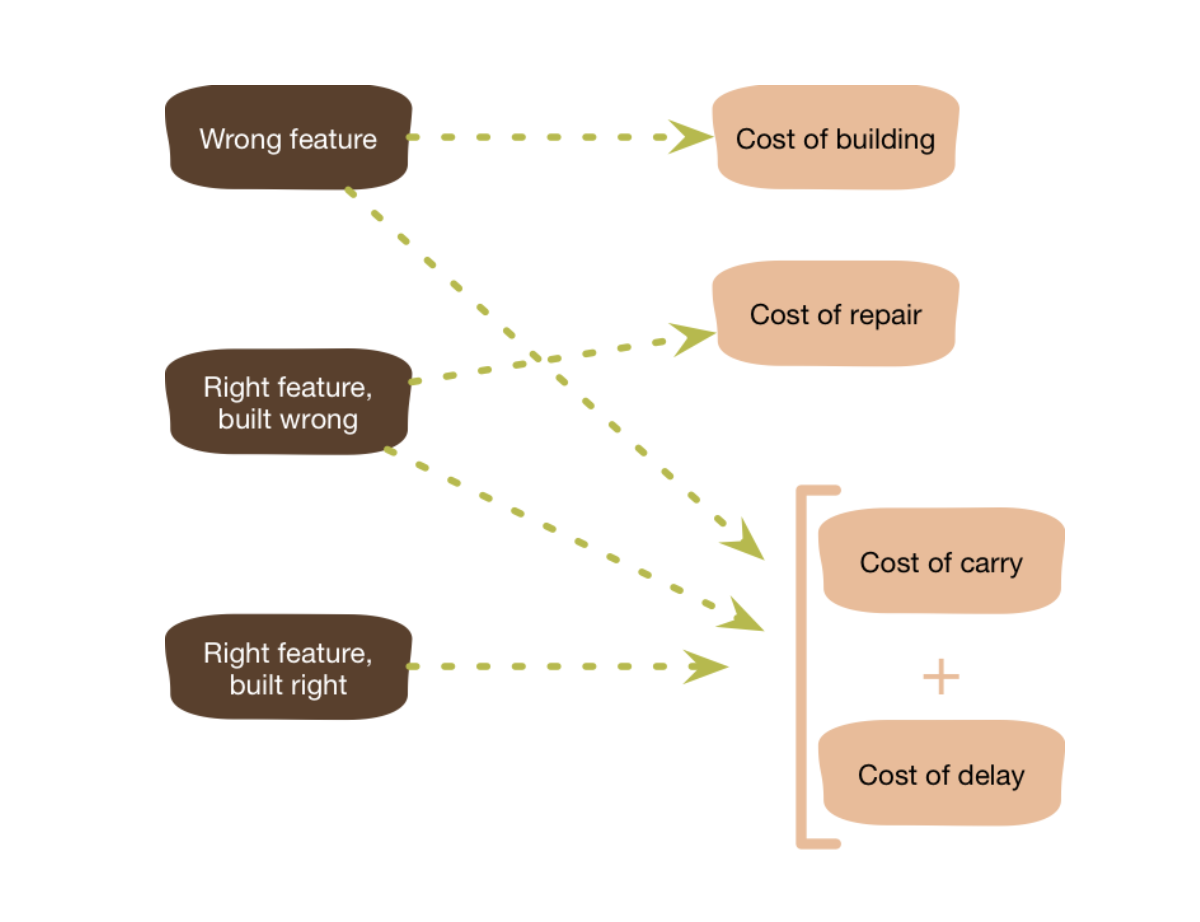 Wrong feature
Cost of building
Cost of repair
Right feature,
built wrong
Cost of carry
Right feature,
built right
+
Cost of delay